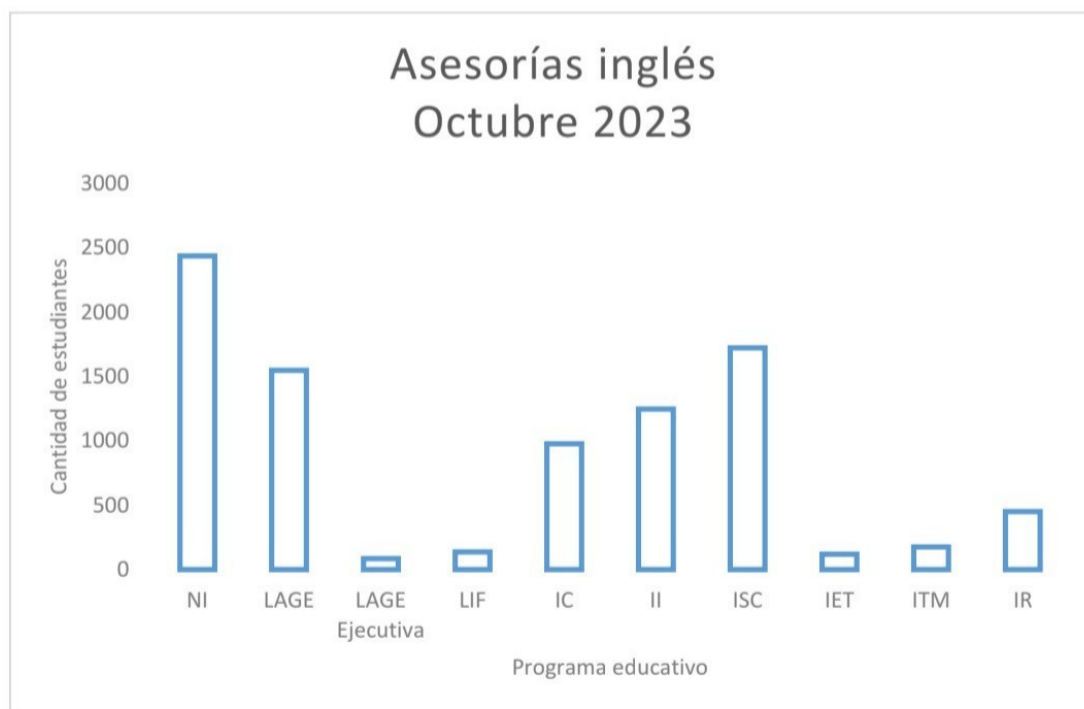 Asesorías inglés
Octubre 2023
Cantidad de estudiantes
3000
2500
2000
1500
1000
500
0
NI LAGE LAGE Ejecutiva LIF IC II ISC IET ITM IR
Programa educativo